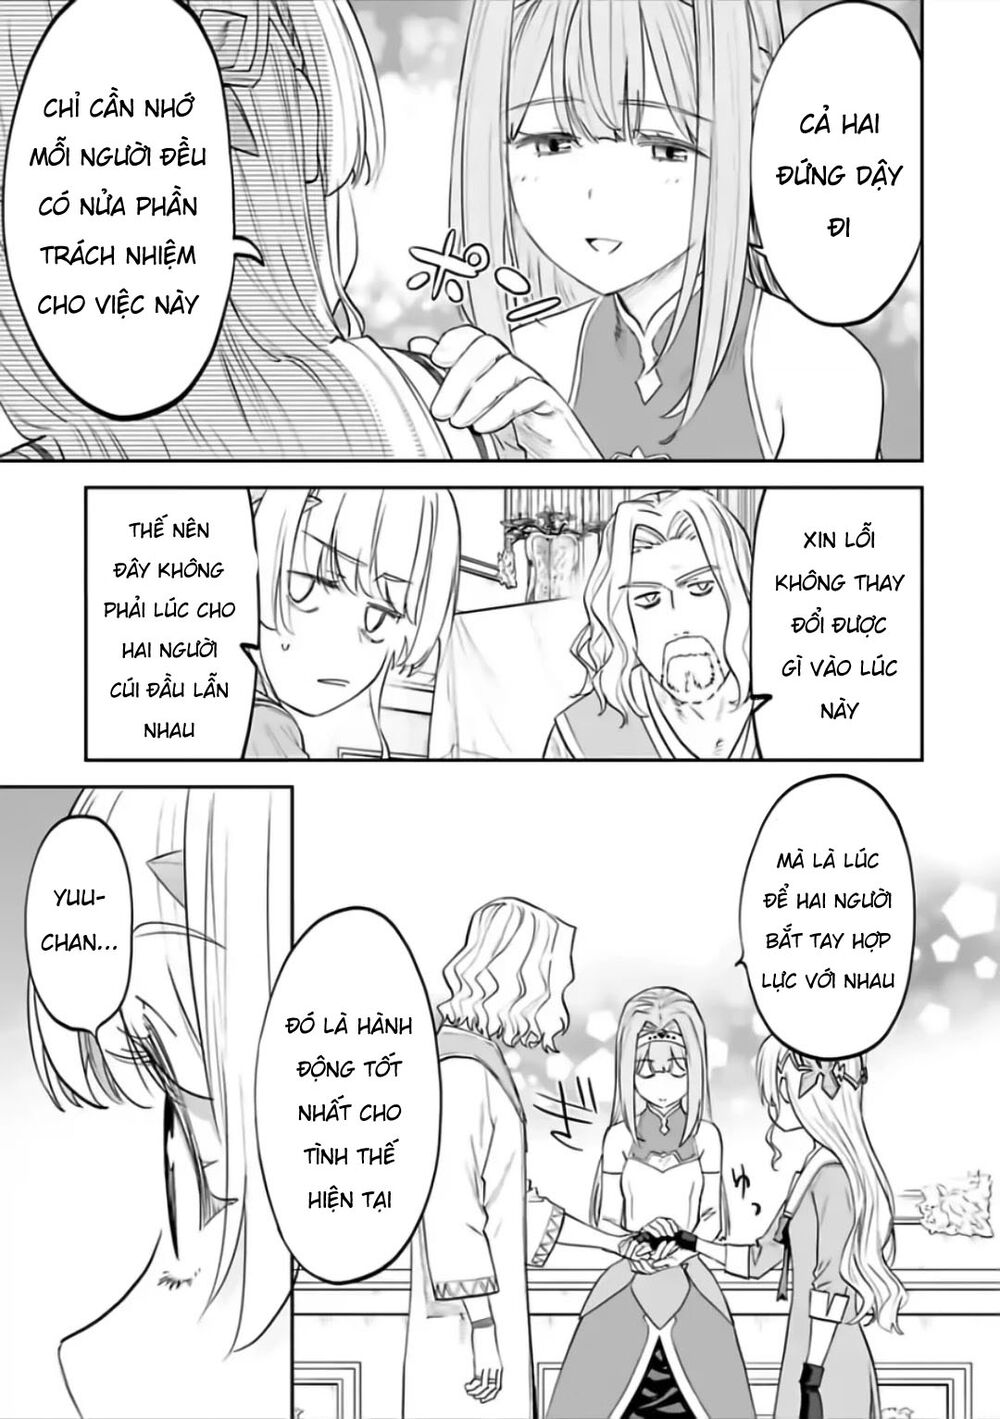 CẢ HAI
ĐỨNG DẬY
ĐI
CHỈ CẦN NHỚ
MỖI NGƯỜI ĐỀU
CÓ NỬA PHẦN
TRÁCH NHIỆM
CHO VIỆC NÀY
ポン
XIN LỖI
KHÔNG THAY
ĐỔI ĐƯỢC
GÌ VÀO LÚC
NÀY
THẾ NÊN
ĐÂY KHÔNG
PHẢI LÚC CHO
HAI NGƯỜI
CÚI ĐẦU LẪN
NHAU
MÀ LÀ LÚC
ĐỂ HAI NGƯỜI
BẮT TAY HỢP
LỰC VỚI NHAU
ĐÓ LÀ HÀNH
ĐỘNG TỐT
NHẤT CHO
TÌNH THẾ
HIỆN TẠI
YUU-
CHAN...